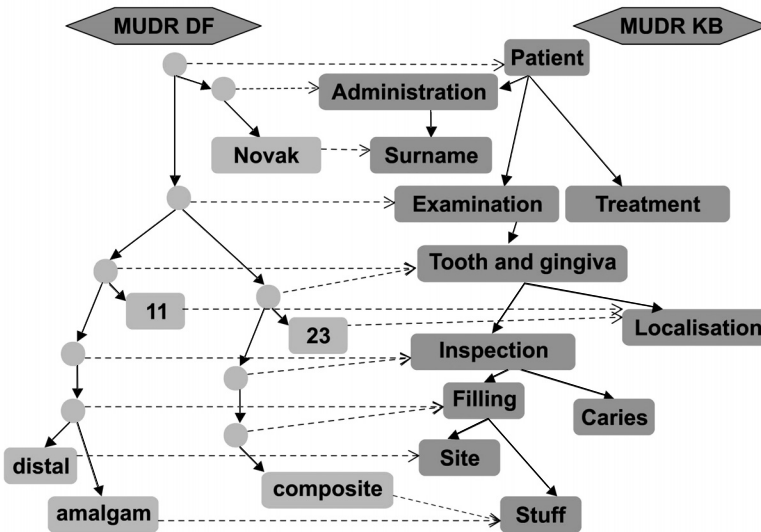 MUDR DF
MUDR KB
Patient
Administration
Novak
Surname
Examination
Treatment
Tooth and gingiva
11
23
Localisation
Inspection
Filling
Caries
distal
Site
composite
amalgam
Stuff